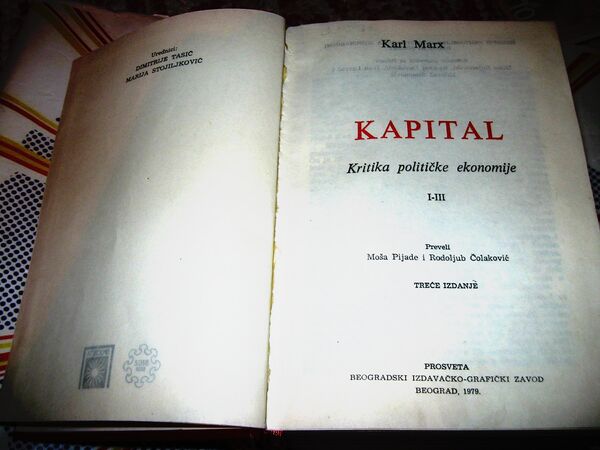 Urednici:
DIMITRIJE TASIĆ
MARIJA STOJILJKOVIĆ
Karl Marx
KAPITAL
Kritika političke ekonomije
I-III
Preveli
Moša Pijade i Rodoljub Čolaković
TREĆE IZDANJE
PROSVETA
BEOGRADSKI IZDAVAČKO-GRAFIČKI ZAVOD
BEOGRAD, 1979.